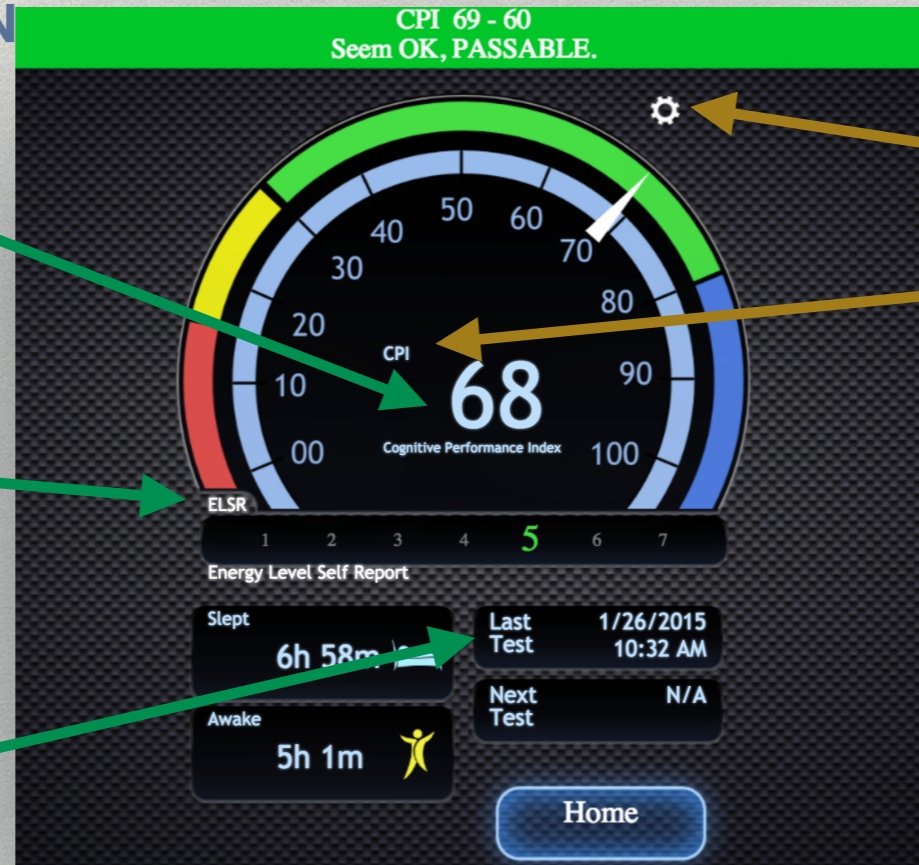 N
CPI 69 - 60
Seem OK, PASSABLE.
00
10
20
30
40
50
60
70
80
90
100
CPI
68
Cognitive Performance Index
ELSR
1 2 3 4 5 6 7
Energy Level Self Report
Slept
6h 58m
Awake
5h 1m
Last 1/26/2015
Test 10:32 AM
Next N/A
Test
Home